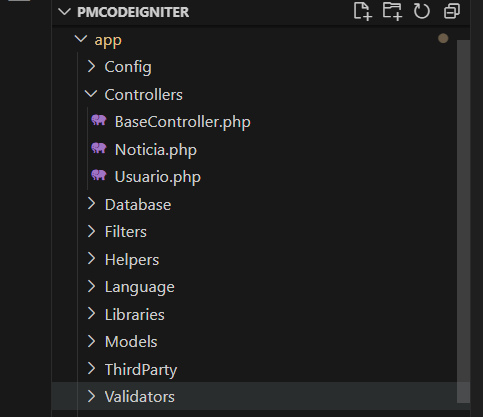 PMCODEIGNITER
app
Config
Controllers
BaseController.php
Noticia.php
Usuario.php
Database
Filters
Helpers
Language
Libraries
Models
ThirdParty
Validators